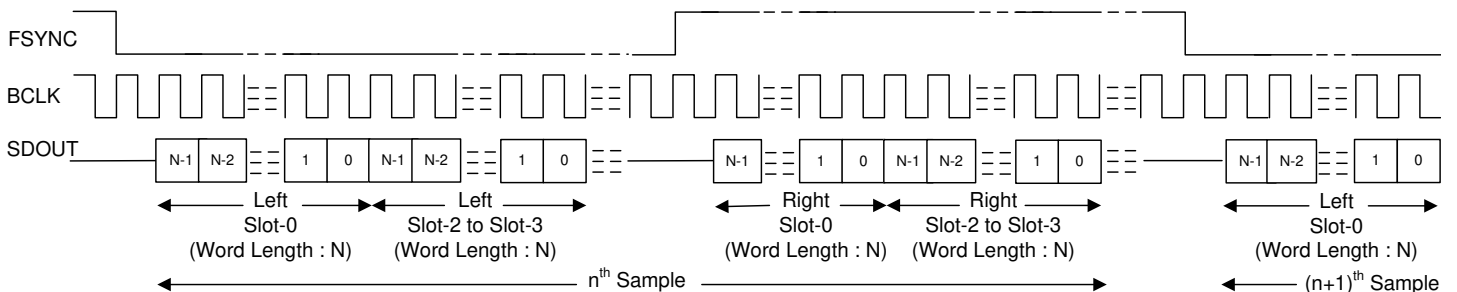 FSYNC
BCLK
SDOUT
N-1 N-2 1 0 N-1 N-2 1 0 N-1 1 0 N-1 N-2 1 0 N-1 N-2 1 0
Left Left Right Right Left
Slot-0 Slot-2 to Slot-3 Slot-0 Slot-2 to Slot-3 Slot-0
(Word Length : N) (Word Length : N) (Word Length : N) (Word Length : N) (Word Length : N)
nth Sample (n+1)th Sample